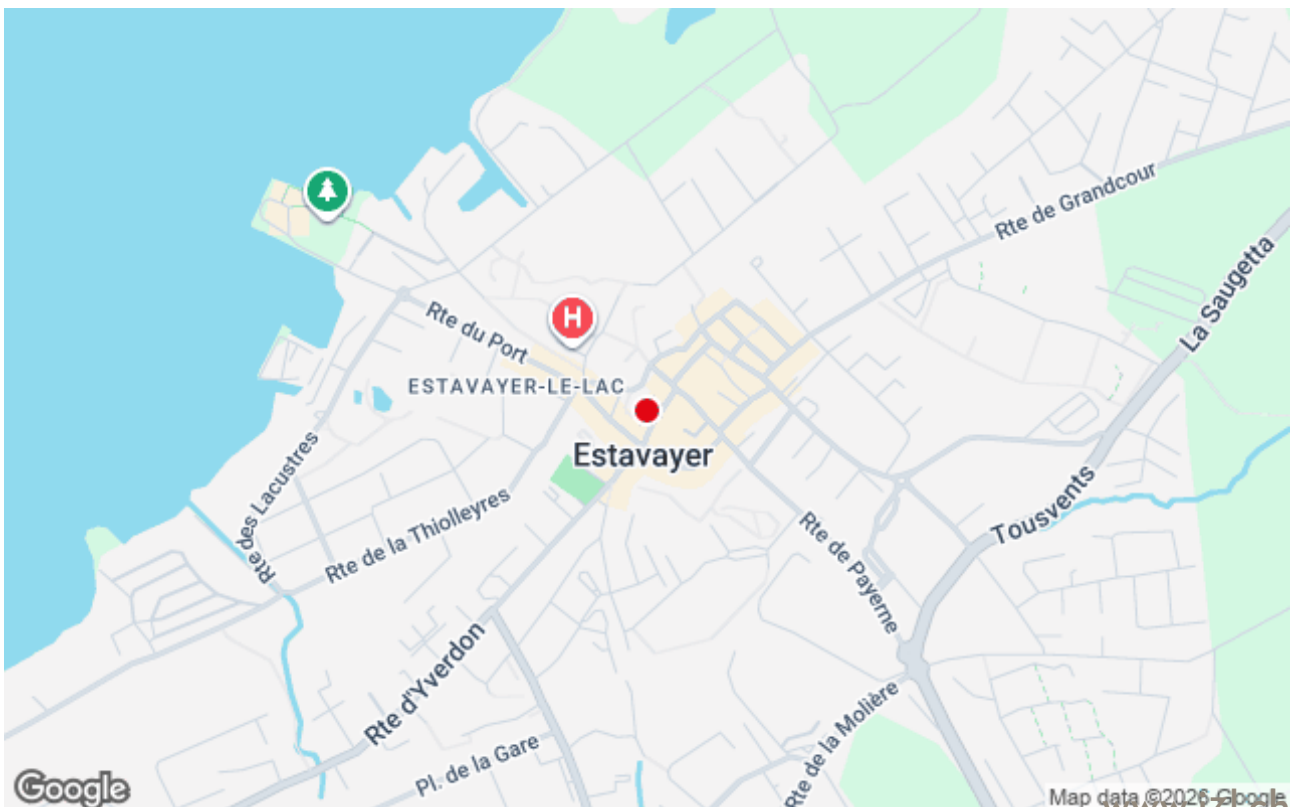 Rte de Grandcour
La Saugetta
H
Rte du Port
ESTAVAYER-LE-LAC
Estavayer
Rte des Lacustres
Rte de la Thiolleyres
Tousvents
Rte de Payerne
Rte d'Yverdon
Rte de la Molière
Pl. de la Gare
Google
Map data ©2026 Google